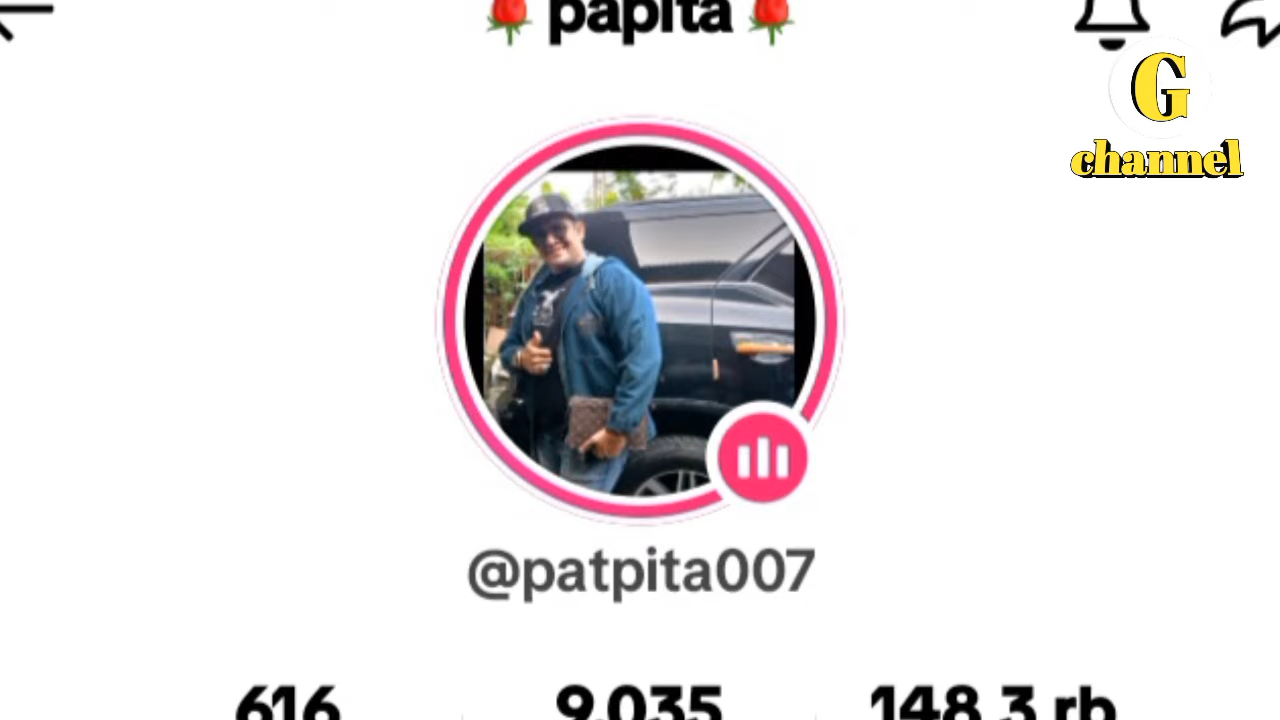 🌹 papita 🌹
G
channel
@patpita007
616 9.035 148,3 rb